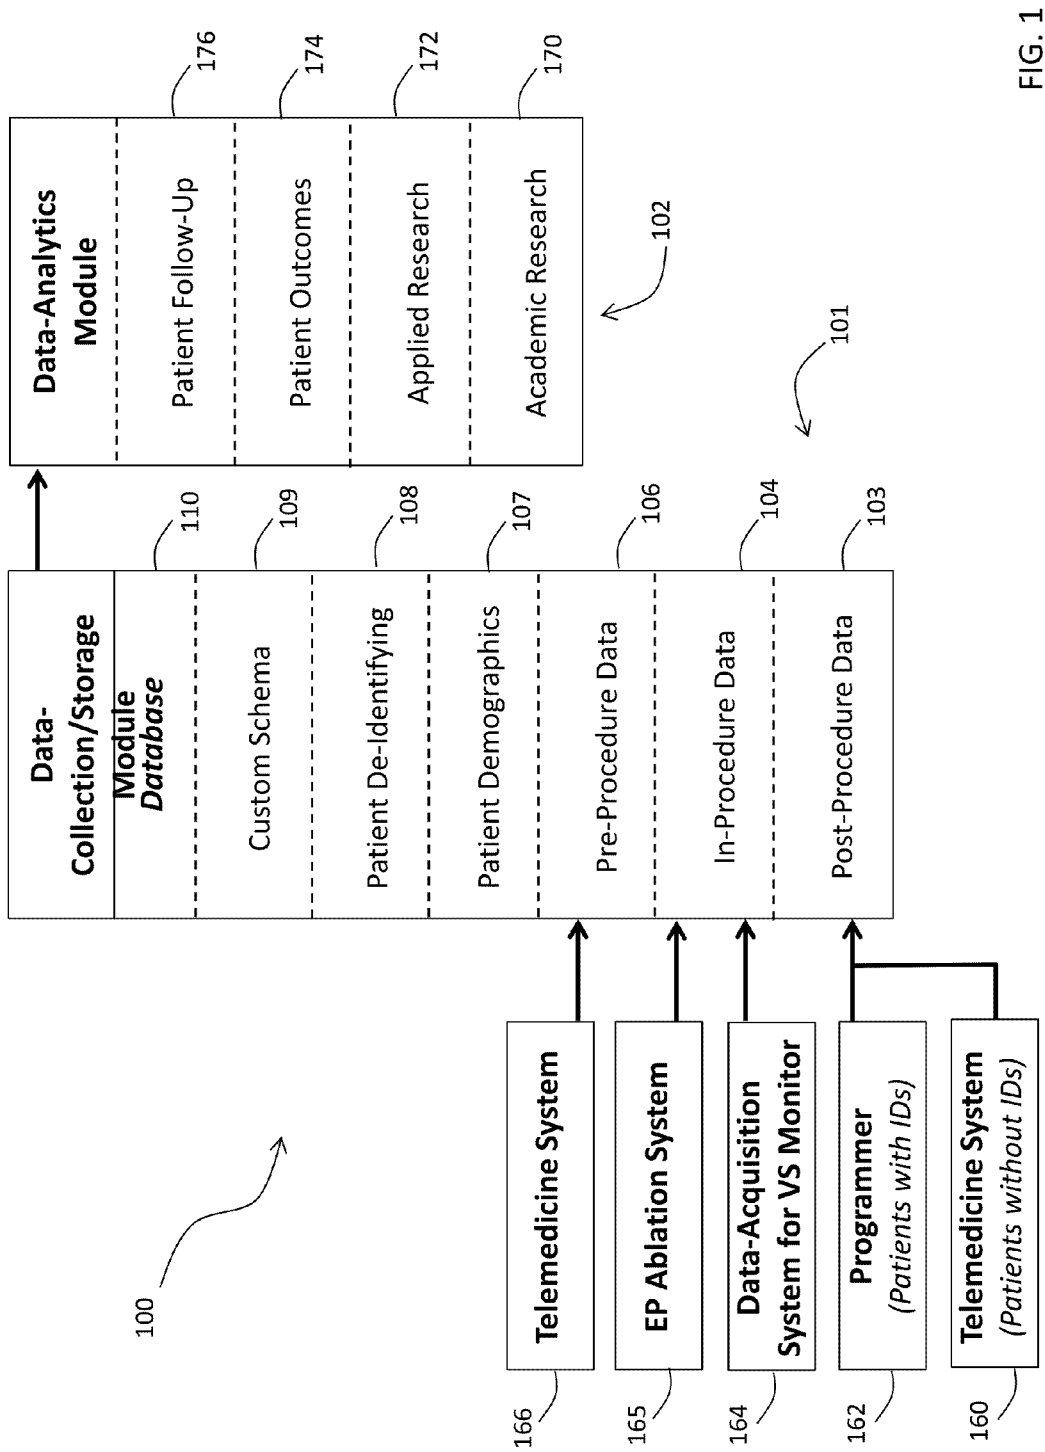 100
166
Telemedicine System
165
EP Ablation System
164
Data-Acquisition
System for VS Monitor
162
Programmer
(Patients with IDs)
160
Telemedicine System
(Patients without IDs)
Data-
Collection/Storage
Module
Database
110
Custom Schema
109
Patient De-Identifying
108
Patient Demographics
107
Pre-Procedure Data
106
In-Procedure Data
104
Post-Procedure Data
103
101
Data-Analytics
Module
Patient Follow-Up
176
Patient Outcomes
174
Applied Research
172
Academic Research
170
102
FIG. 1